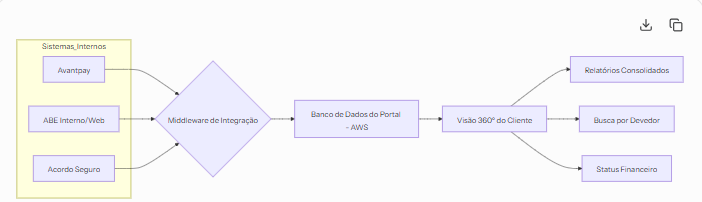 Sistemas_Internos
Avantpay
ABE Interno/Web
Acordo Seguro
Middleware de Integração
Banco de Dados do Portal
- AWS
Visão 360° do Cliente
Relatórios Consolidados
Busca por Devedor
Status Financeiro